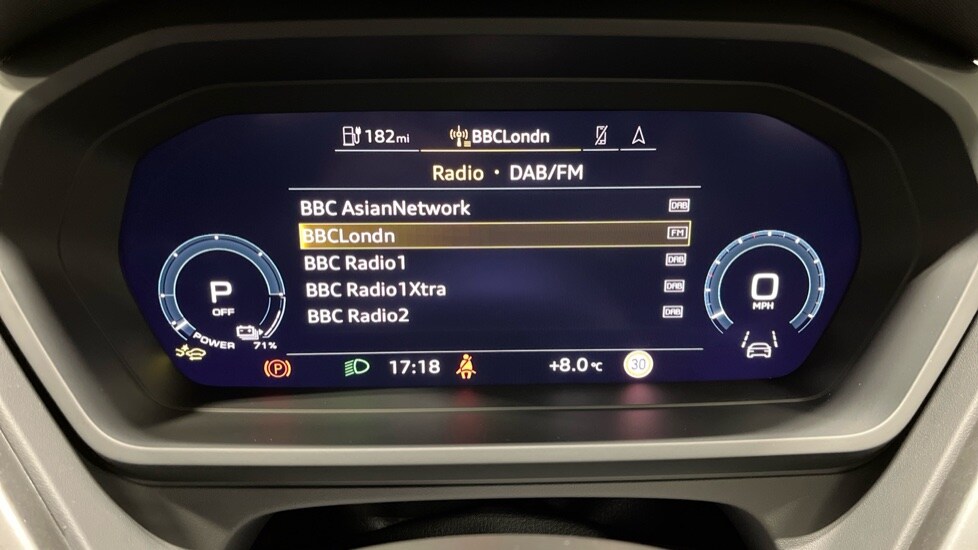 182mi BBCLondn
Radio • DAB/FM
BBC AsianNetwork DAB
BBCLondn FM
BBC Radio1 DAB
BBC Radio1Xtra DAB
BBC Radio2 DAB
P
OFF
POWER 71%
0
MPH
P 17:18 +8.0°C 30